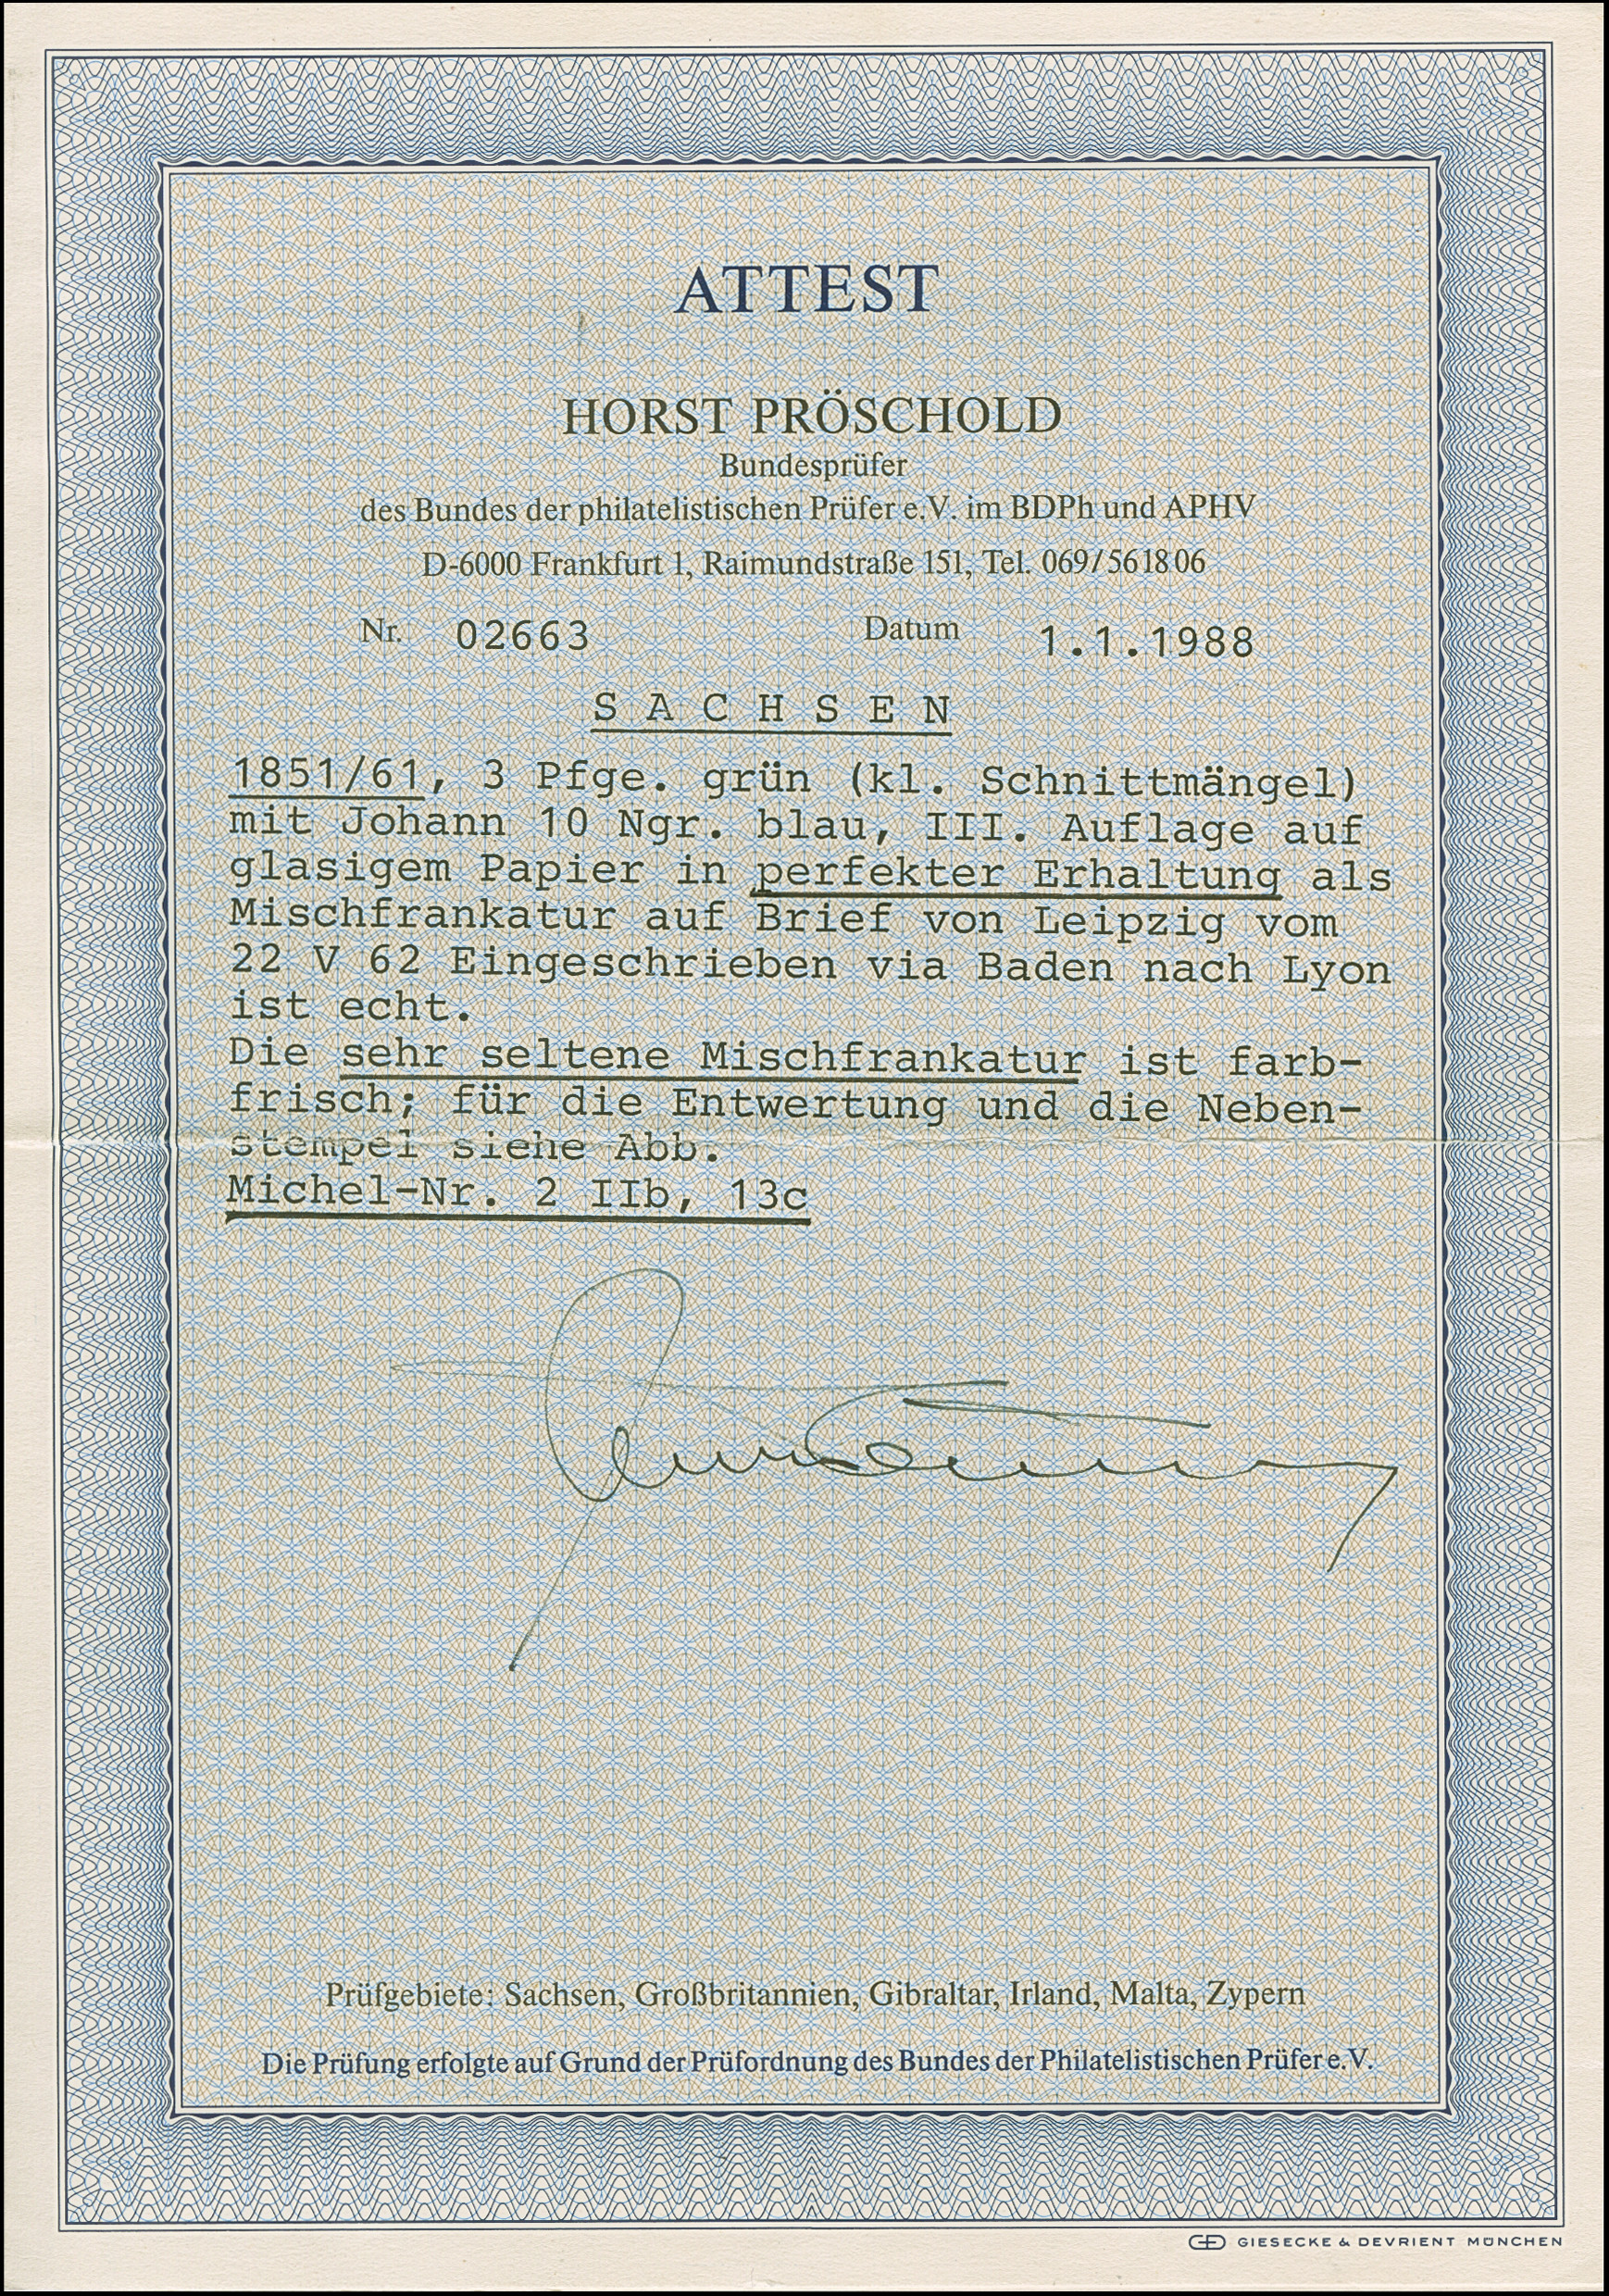 ATTEST
HORST PRÖSCHOLD
Bundesprüfer
des Bundes der philatelistischen Prüfer e.V. im BDPh und APHV
D-6000 Frankfurt 1, Raimundstraße 151, Tel. 069/561806
Nr. 02663 Datum 1.1.1988
S A C H S E N
1851/61, 3 Pfge. grün (kl. Schnittmängel)
mit Johann 10 Ngr. blau, III. Auflage auf
glasigem Papier in perfekter Erhaltung als
Mischfrankatur auf Brief von Leipzig vom
22 V 62 Eingeschrieben via Baden nach Lyon
ist echt.
Die sehr seltene Mischfrankatur ist farb-
frisch; für die Entwertung und die Neben-
stempel siehe Abb.
Michel-Nr. 2 IIb, 13c
Prüfgebiete: Sachsen, Großbritannien, Gibraltar, Irland, Malta, Zypern
Die Prüfung erfolgte auf Grund der Prüfordnung des Bundes der Philatelistischen Prüfer e.V.
GIESECKE & DEVRIENT MÜNCHEN